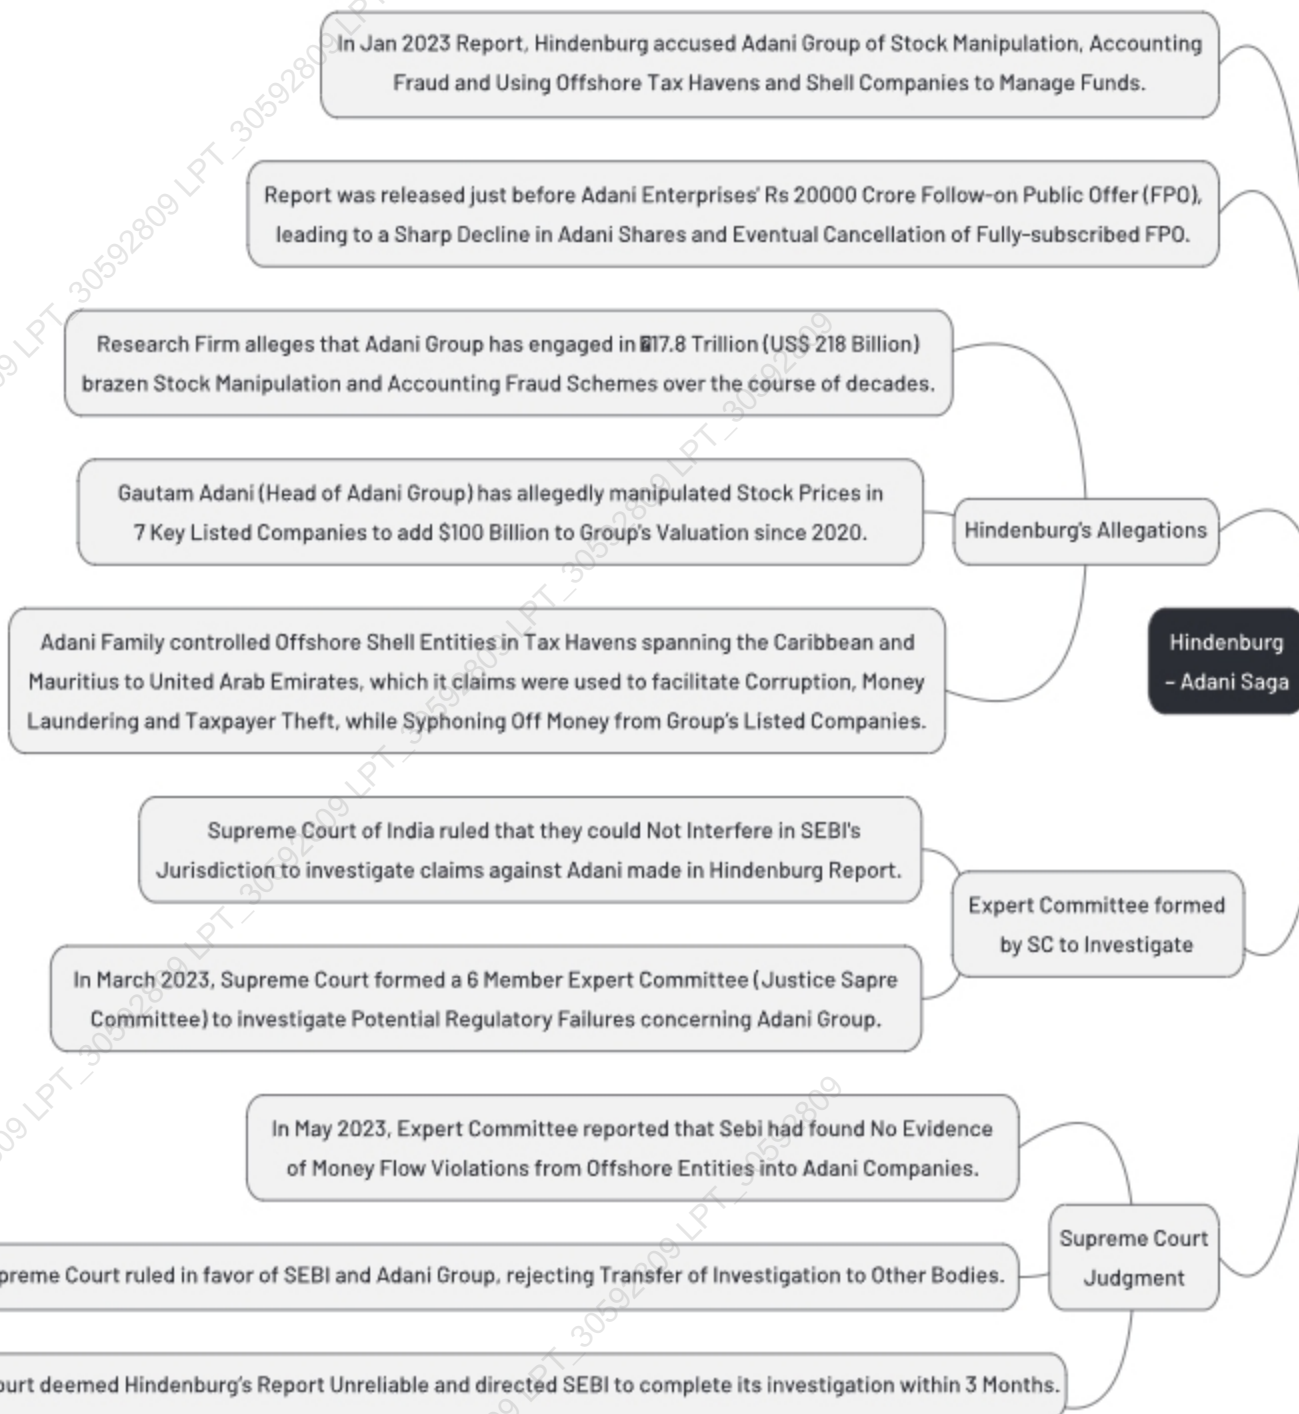 In Jan 2023 Report, Hindenburg accused Adani Group of Stock Manipulation, Accounting
Fraud and Using Offshore Tax Havens and Shell Companies to Manage Funds.
Report was released just before Adani Enterprises' Rs 20000 Crore Follow-on Public Offer (FPO),
leading to a Sharp Decline in Adani Shares and Eventual Cancellation of Fully-subscribed FPO.
Research Firm alleges that Adani Group has engaged in 17.8 Trillion (US$ 218 Billion)
brazen Stock Manipulation and Accounting Fraud Schemes over the course of decades.
Gautam Adani (Head of Adani Group) has allegedly manipulated Stock Prices in
7 Key Listed Companies to add $100 Billion to Group's Valuation since 2020.
Hindenburg's Allegations
Adani Family controlled Offshore Shell Entities in Tax Havens spanning the Caribbean and
Mauritius to United Arab Emirates, which it claims were used to facilitate Corruption, Money
Laundering and Taxpayer Theft, while Syphoning Off Money from Group's Listed Companies.
Hindenburg
– Adani Saga
Supreme Court of India ruled that they could Not Interfere in SEBI's
Jurisdiction to investigate claims against Adani made in Hindenburg Report.
Expert Committee formed
by SC to Investigate
In March 2023, Supreme Court formed a 6 Member Expert Committee (Justice Sapre
Committee) to investigate Potential Regulatory Failures concerning Adani Group.
In May 2023, Expert Committee reported that Sebi had found No Evidence
of Money Flow Violations from Offshore Entities into Adani Companies.
Supreme Court
Judgment
preme Court ruled in favor of SEBI and Adani Group, rejecting Transfer of Investigation to Other Bodies.
ourt deemed Hindenburg's Report Unreliable and directed SEBI to complete its investigation within 3 Months.
LPT_30592809 LPT_30592809 LPT_30592809
LPT_30592809 LPT_30592809 LPT_30592809 LPT_30592809 LPT_30592809 LPT_30592809
LPT_30592809 LPT_30592809